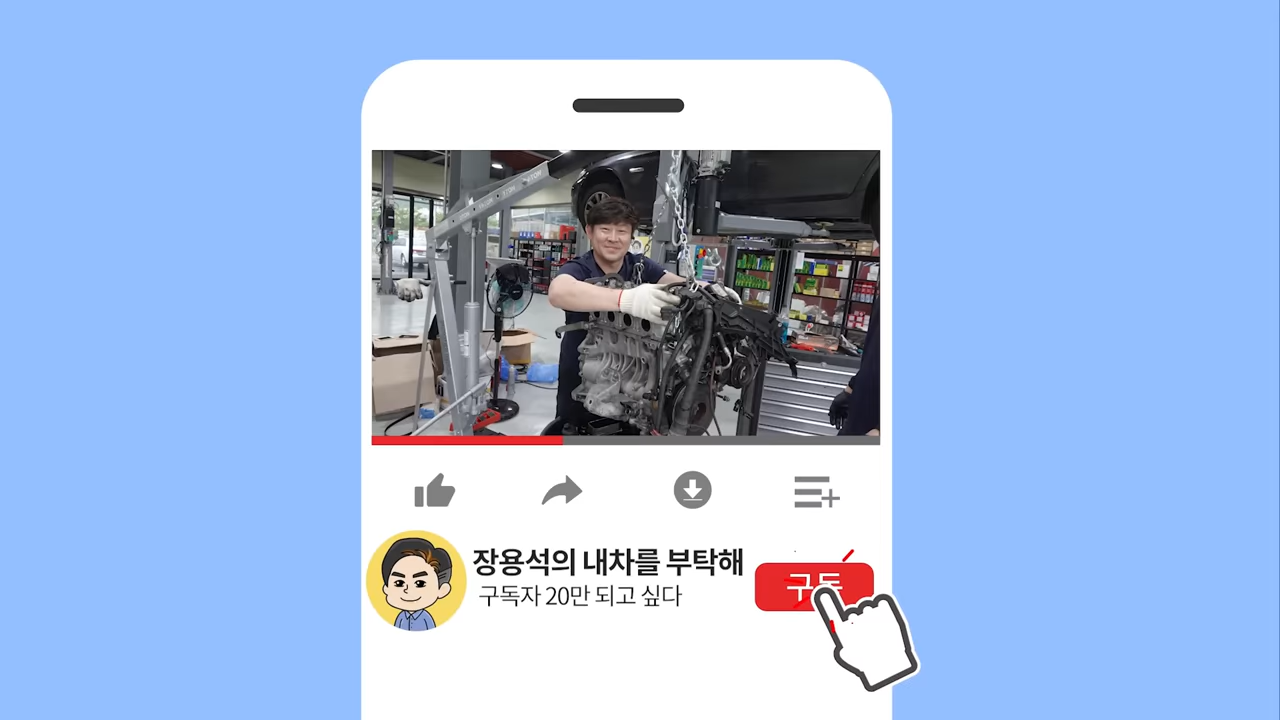 장용석의 내차를 부탁해
구독자 20만 되고 싶다
구독